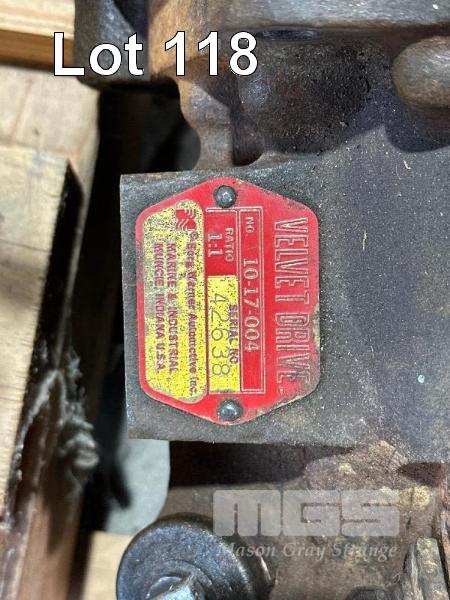 Lot 118
VELVET DRIVE
NO. 10-17-004
RATIO SERIAL NO.
1:1 42638
© Borg Warner Automotive Inc.
MARINE & INDUSTRIAL
MUNCIE, INDIANA U.S.A.
MGS
Mason Gray Strange